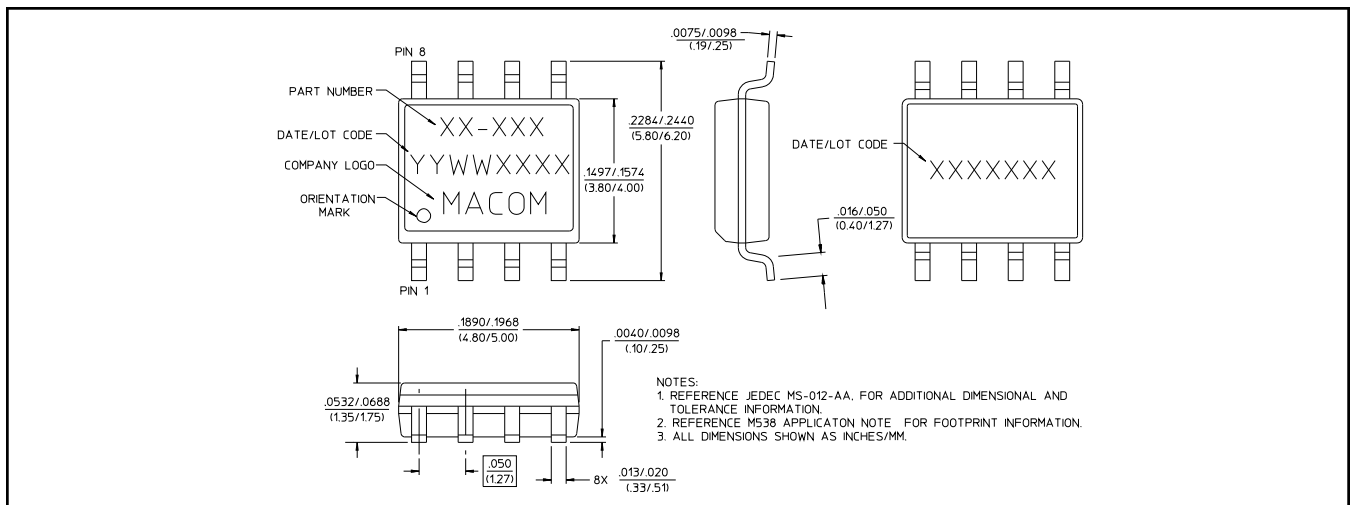 PIN 8
PART NUMBER
XX-XXX
DATE/LOT CODE
YYWWXXXX
COMPANY LOGO
MACOM
ORIENTATION
MARK
PIN 1
.2284/.2440
(5.80/6.20)
.1497/.1574
(3.80/4.00)
.0075/.0098
(.19/.25)
.016/.050
(0.40/1.27)
DATE/LOT CODE
XXXXXXX
.1890/.1968
(4.80/5.00)
.0040/.0098
(.10/.25)
.0532/.0688
(1.35/1.75)
.050
(1.27)
8X .013/.020
(.33/.51)
NOTES:
1. REFERENCE JEDEC MS-012-AA, FOR ADDITIONAL DIMENSIONAL AND
TOLERANCE INFORMATION.
2. REFERENCE M538 APPLICATON NOTE FOR FOOTPRINT INFORMATION.
3. ALL DIMENSIONS SHOWN AS INCHES/MM.